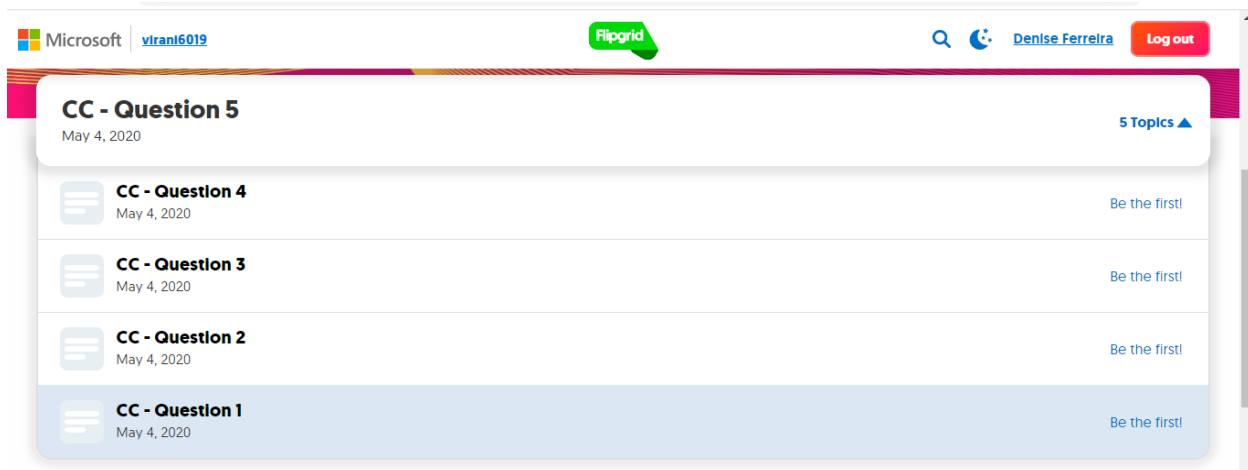 Microsoft virani6019 Flipgrid Denise Ferreira Log out
CC - Question 5
May 4, 2020
5 Topics
CC - Question 4
May 4, 2020
Be the first!
CC - Question 3
May 4, 2020
Be the first!
CC - Question 2
May 4, 2020
Be the first!
CC - Question 1
May 4, 2020
Be the first!